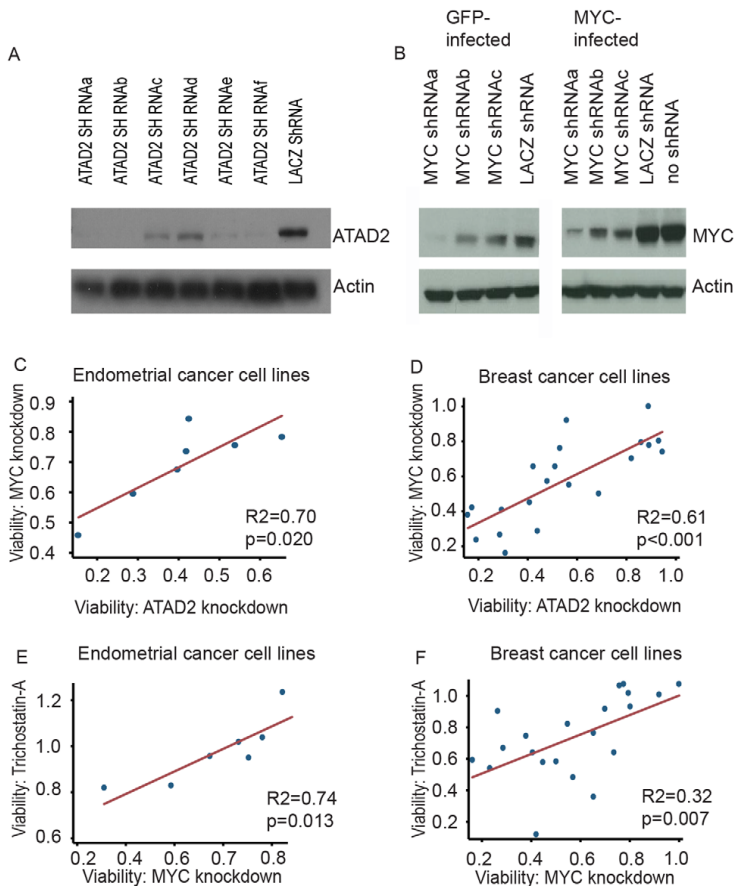 A
ATAD2 SH RNAa
ATAD2 SH RNAb
ATAD2 SH RNAc
ATAD2 SH RNAd
ATAD2 SH RNAe
ATAD2 SH RNAf
LACZ ShRNA
ATAD2
Actin
B
GFP-
infected
MYC-
infected
MYC shRNAa
MYC shRNAb
MYC shRNAc
LACZ shRNA
MYC shRNAa
MYC shRNAb
MYC shRNAc
LACZ shRNA
no shRNA
MYC
Actin
C
Endometrial cancer cell lines
Viability: MYC knockdown
0.9
0.8
0.7
0.6
0.5
0.4
R2=0.70
p=0.020
0.2 0.3 0.4 0.5 0.6
Viability: ATAD2 knockdown
D
Breast cancer cell lines
Viability: MYC knockdown
1.0
0.8
0.6
0.4
0.2
R2=0.61
p<0.001
0.2 0.4 0.6 0.8 1.0
Viability: ATAD2 knockdown
E
Endometrial cancer cell lines
Viability: Trichostatin-A
1.2
1.0
0.8
0.6
R2=0.74
p=0.013
0.2 0.4 0.5 0.6 0.7 0.8
Viability: MYC knockdown
F
Breast cancer cell lines
Viability: Trichostatin-A
1.0
0.8
0.6
0.4
0.2
R2=0.32
p=0.007
0.2 0.4 0.6 0.8 1.0
Viability: MYC knockdown